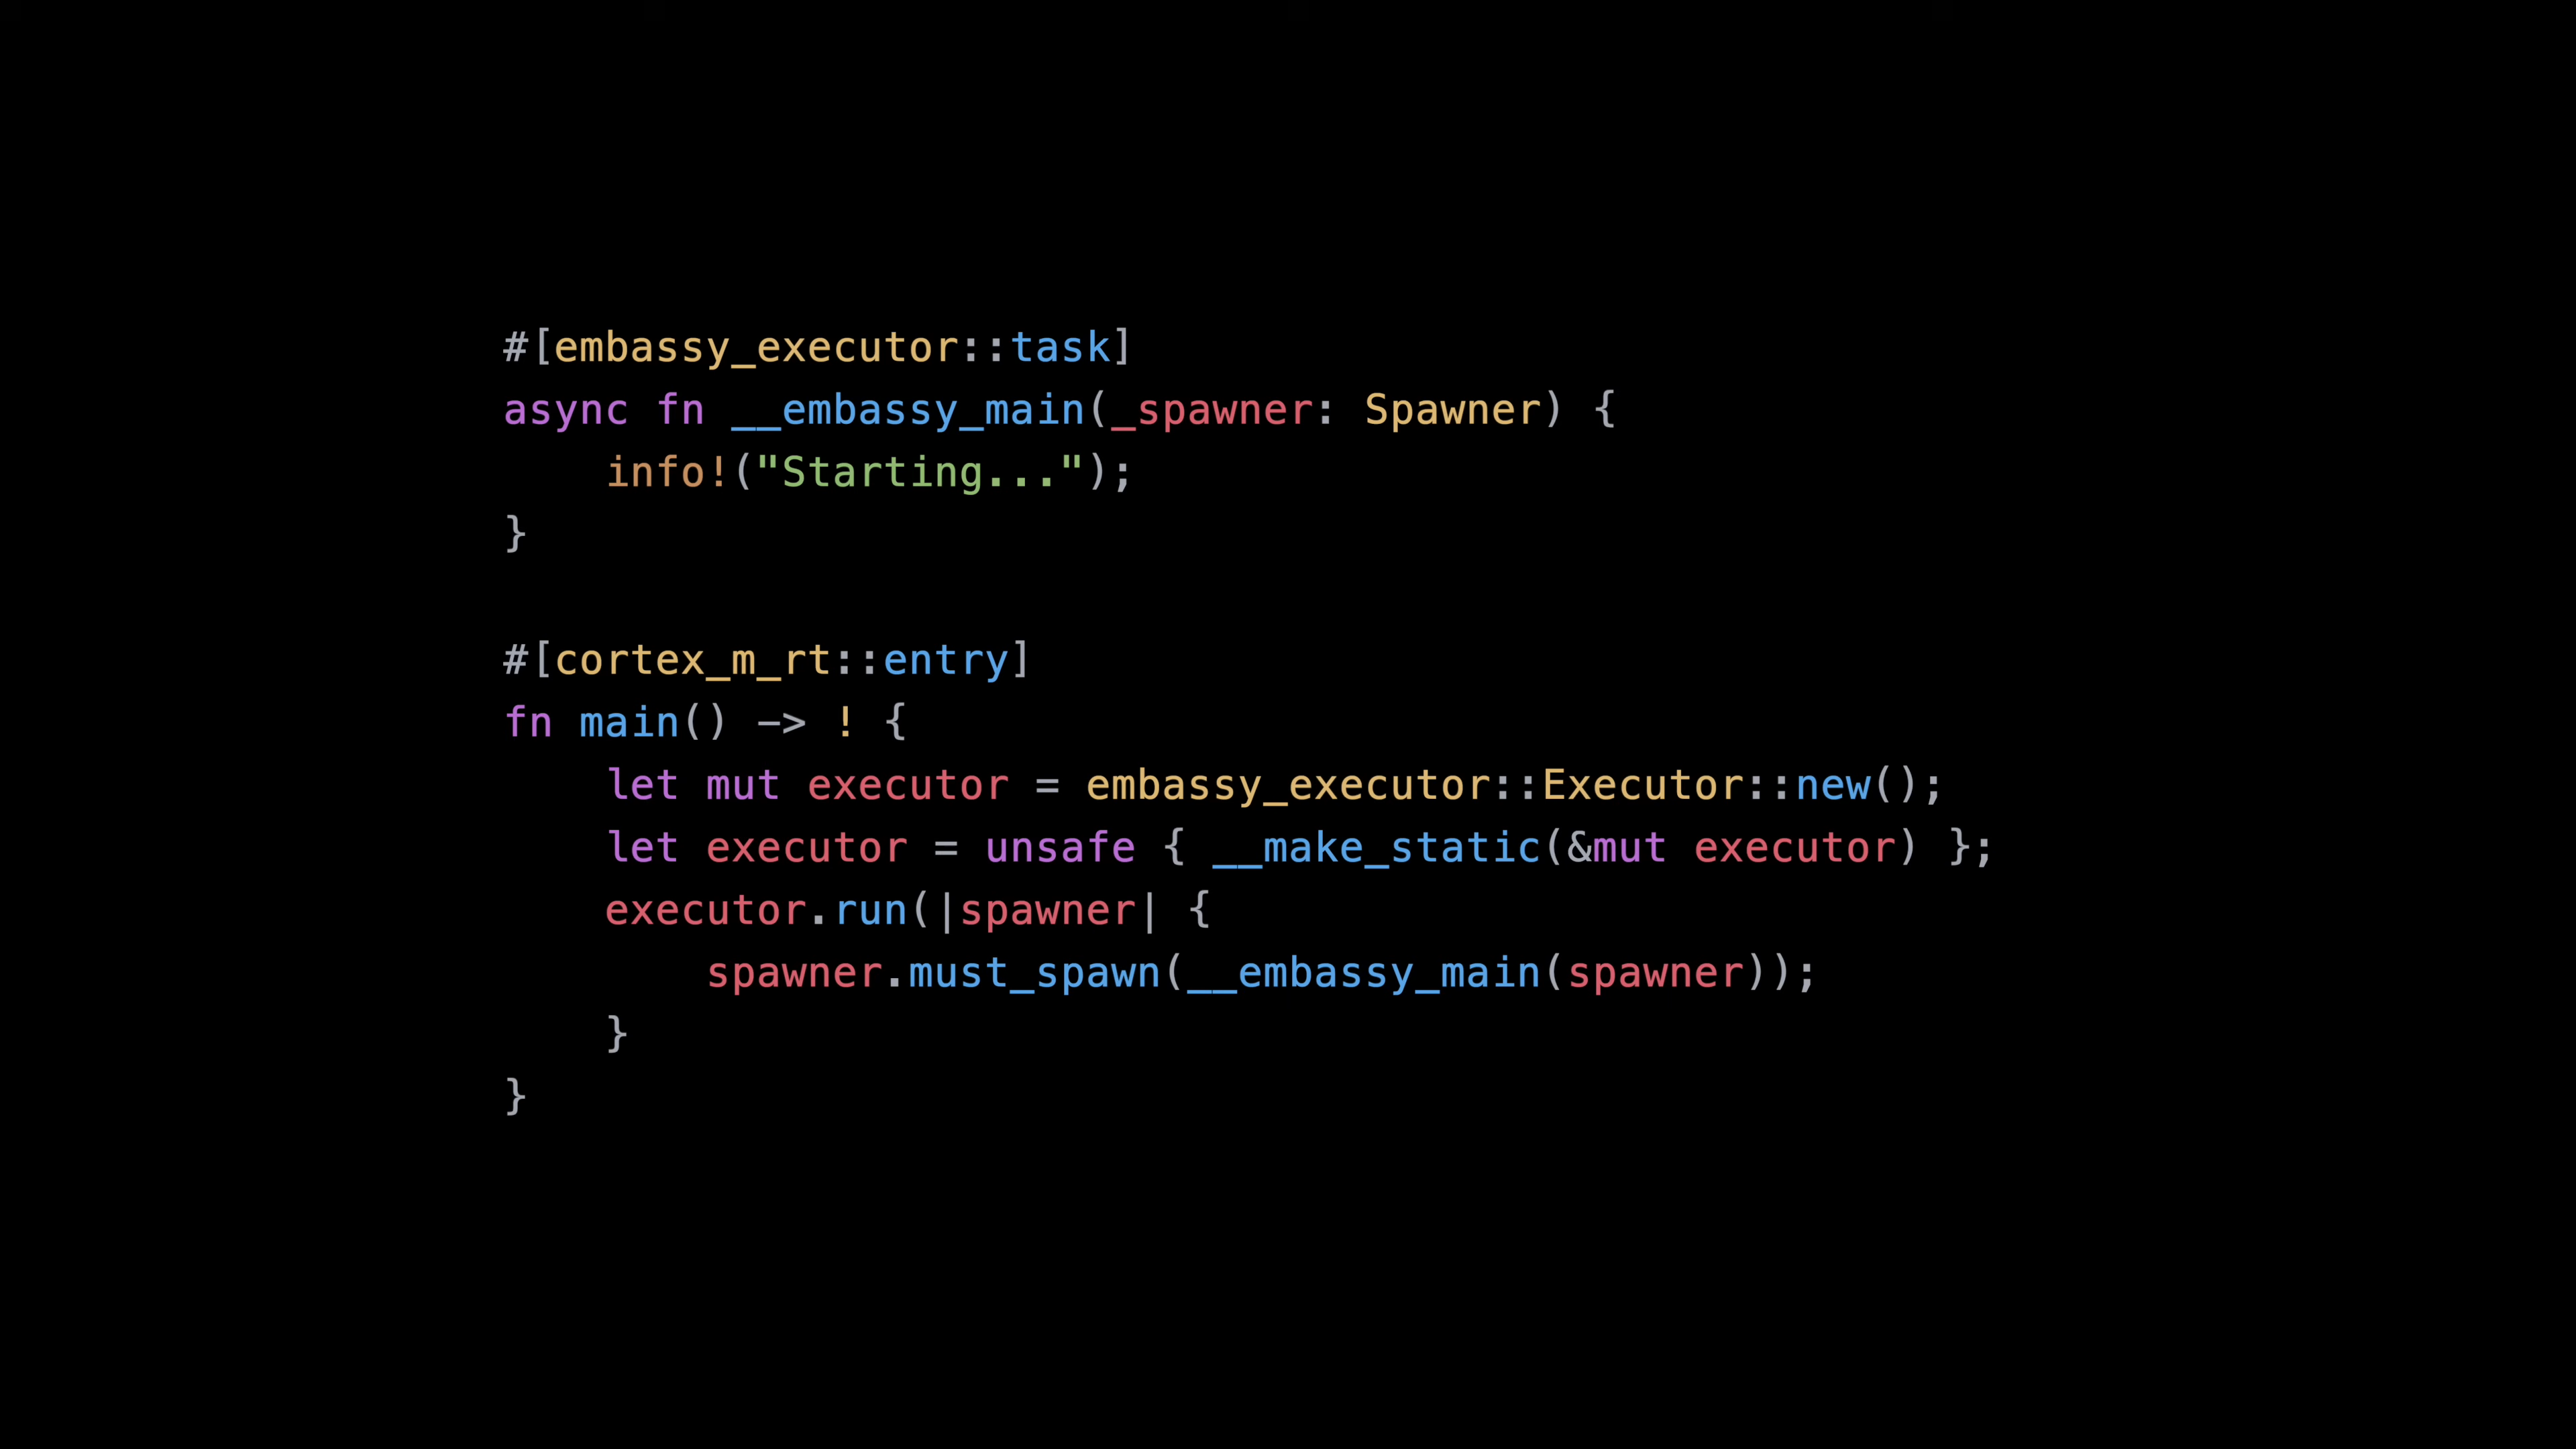 #[embassy_executor::task]
async fn __embassy_main(_spawner: Spawner) {
    info!("Starting...");
}

#[cortex_m_rt::entry]
fn main() -> ! {
    let mut executor = embassy_executor::Executor::new();
    let executor = unsafe { __make_static(&mut executor) };
    executor.run(|spawner| {
        spawner.must_spawn(__embassy_main(spawner));
    }
}